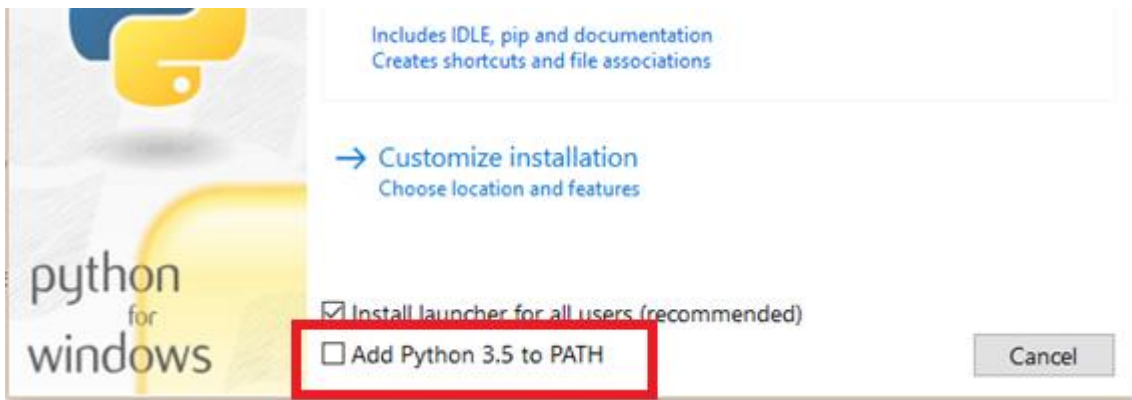 Includes IDLE, pip and documentation
Creates shortcuts and file associations
→ Customize installation
Choose location and features
python
for
windows
Install launcher for all users (recommended)
Add Python 3.5 to PATH
Cancel